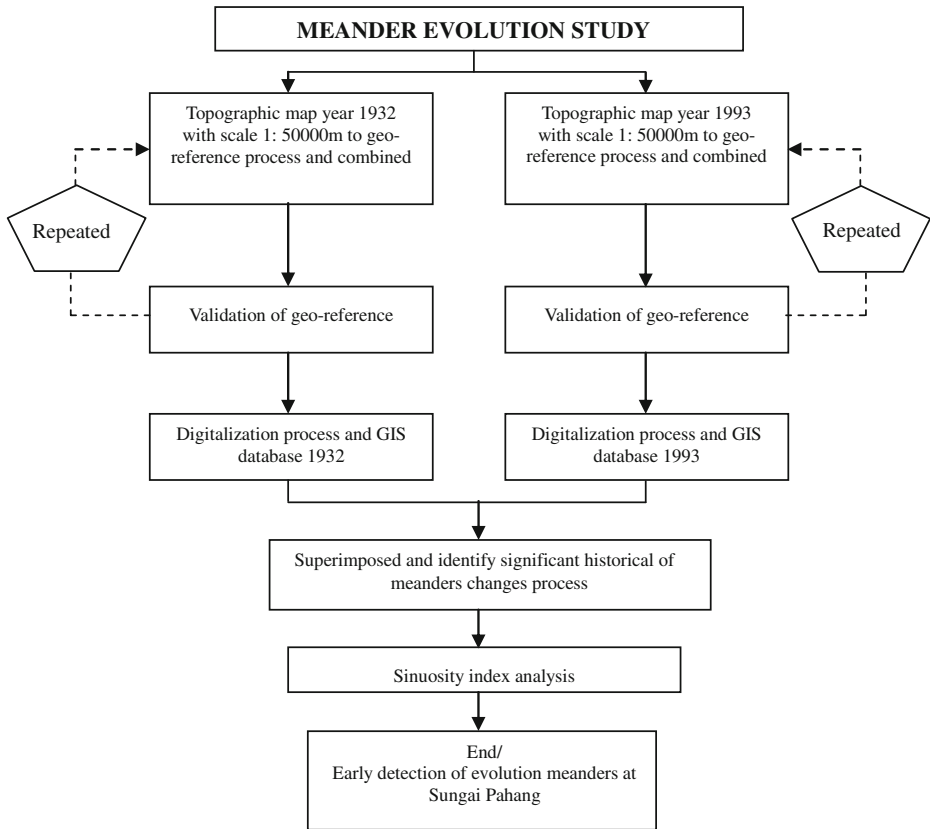 MEANDER EVOLUTION STUDY
Topographic map year 1932
with scale 1: 50000m to geo-
reference process and combined
Topographic map year 1993
with scale 1: 50000m to geo-
reference process and combined
Repeated
Repeated
Validation of geo-reference
Validation of geo-reference
Digitalization process and GIS
database 1932
Digitalization process and GIS
database 1993
Superimposed and identify significant historical of
meanders changes process
Sinuosity index analysis
End/
Early detection of evolution meanders at
Sungai Pahang